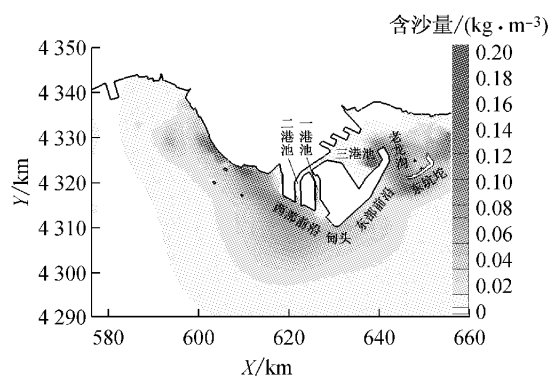 含沙量/(kg·m⁻³)
4 350
4 340
4 330
4 320
4 310
4 300
4 290
Y/km
580
600
620
640
660
X/km
0.20
0.18
0.16
0.14
0.12
0.10
0.08
0.06
0.04
0.02
0
二港池
一港池
三港池
老龙沟
东坑坨
西部前沿
甸头
东部前沿